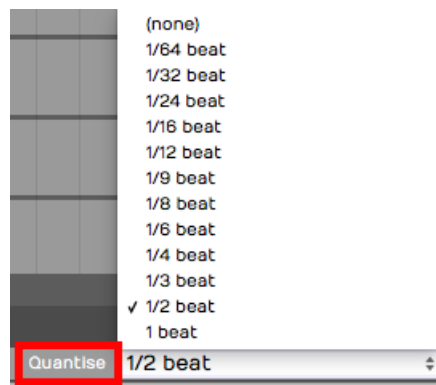 (none)
1/64 beat
1/32 beat
1/24 beat
1/16 beat
1/12 beat
1/9 beat
1/8 beat
1/6 beat
1/4 beat
1/3 beat
✓ 1/2 beat
1 beat
Quantise 1/2 beat